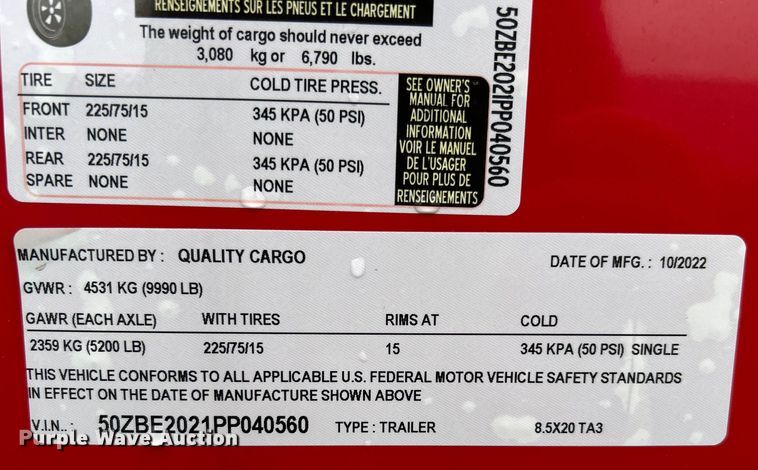 RENSEIGNEMENTS SUR LES PNEUS ET LE CHARGEMENT
The weight of cargo should never exceed
3,080 kg or 6,790 lbs.
TIRE SIZE COLD TIRE PRESS.
FRONT 225/75/15 345 KPA (50 PSI)
INTER NONE NONE
REAR 225/75/15 345 KPA (50 PSI)
SPARE NONE NONE
SEE OWNER'S
MANUAL FOR
ADDITIONAL
INFORMATION
VOIR LE MANUEL
DE L'USAGER
POUR PLUS DE
RENSEIGNEMENTS
50ZBE2021PP040560
MANUFACTURED BY : QUALITY CARGO DATE OF MFG. : 10/2022
GVWR : 4531 KG (9990 LB)
GAWR (EACH AXLE) WITH TIRES RIMS AT COLD
2359 KG (5200 LB) 225/75/15 15 345 KPA (50 PSI) SINGLE
THIS VEHICLE CONFORMS TO ALL APPLICABLE U.S. FEDERAL MOTOR VEHICLE SAFETY STANDARDS
IN EFFECT ON THE DATE OF MANUFACTURE SHOWN ABOVE
V.I.N.. : 50ZBE2021PP040560 TYPE : TRAILER 8.5X20 TA3
Purple Wave Auction